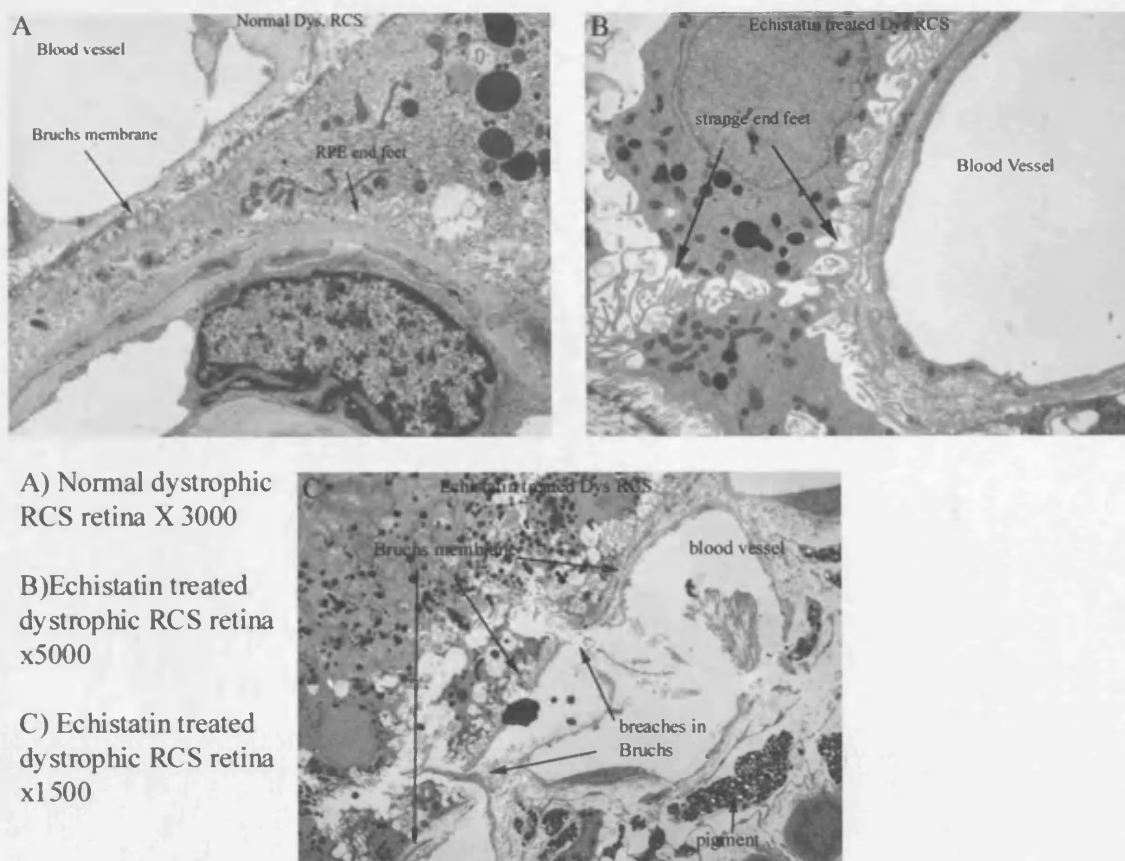 A
Normal Dys. RCS
Blood vessel
Bruchs membrane
RPE end feet
B
Echistatin treated Dys RCS
strange end feet
Blood Vessel
A) Normal dystrophic
RCS retina X 3000
B)Echistatin treated
dystrophic RCS retina
x5000
C) Echistatin treated
dystrophic RCS retina
x1500
C
Echistatin treated Dys RCS
Bruchs membrane
blood vessel
breaches in
Bruchs
pigment